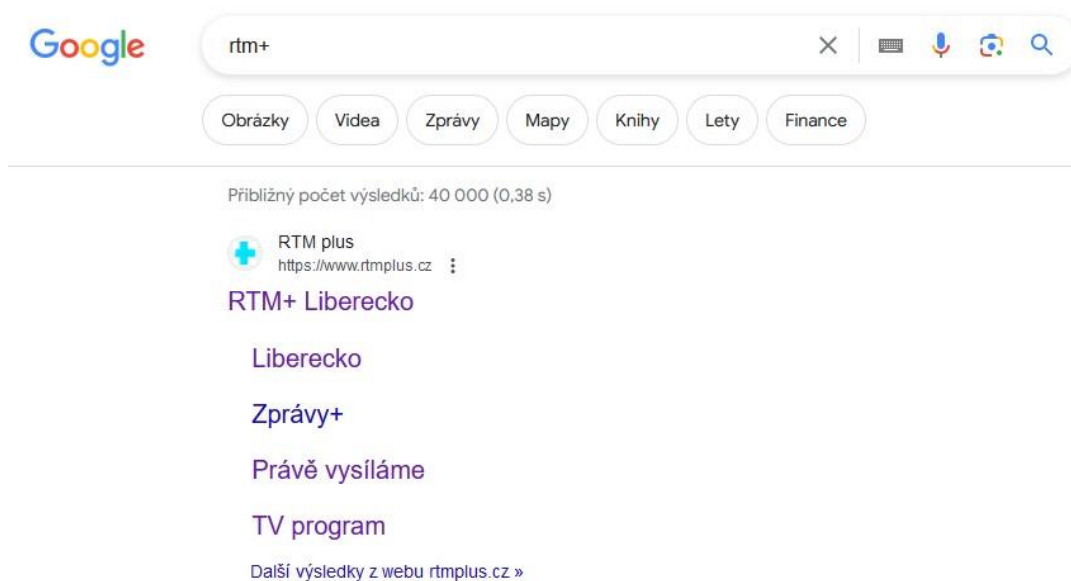 Google
rtm+
Obrázky Videa Zprávy Mapy Knihy Lety Finance
Přibližný počet výsledků: 40 000 (0,38 s)
RTM plus
https://www.rtmplus.cz
RTM+ Liberecko
Liberecko
Zprávy+
Právě vysíláme
TV program
Další výsledky z webu rtmplus.cz »